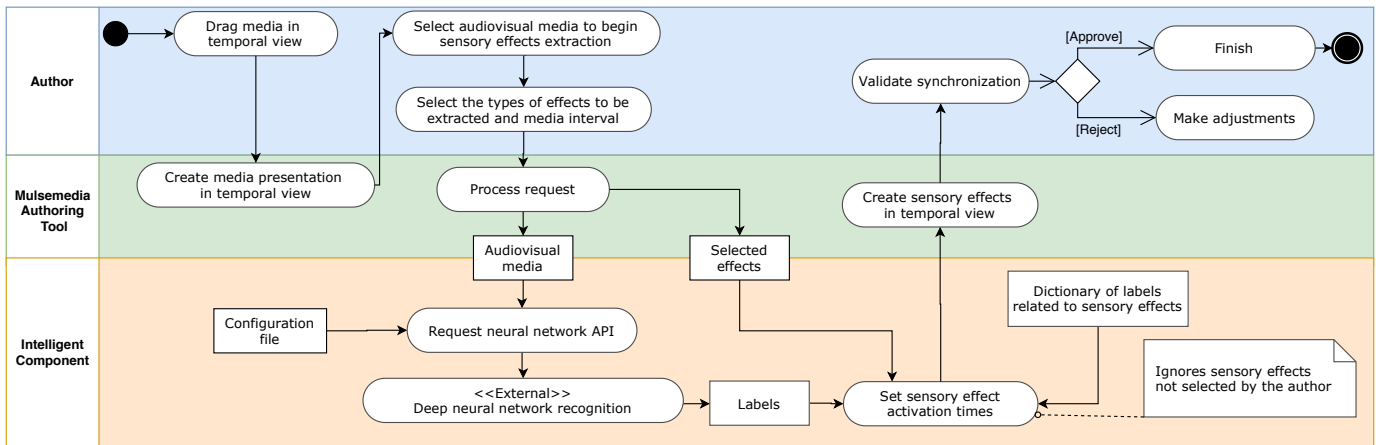 Author
Drag media in
temporal view
Select audiovisual media to begin
sensory effects extraction
Select the types of effects to be
extracted and media interval
Validate synchronization
[Approve]
[Reject]
Finish
Make adjustments
Mulsemedia
Authoring
Tool
Create media presentation
in temporal view
Process request
Create sensory effects
in temporal view
Audiovisual
media
Selected
effects
Intelligent
Component
Configuration
file
Request neural network API
<<External>>
Deep neural network recognition
Labels
Set sensory effect
activation times
Dictionary of labels
related to sensory effects
Ignores sensory effects
not selected by the author